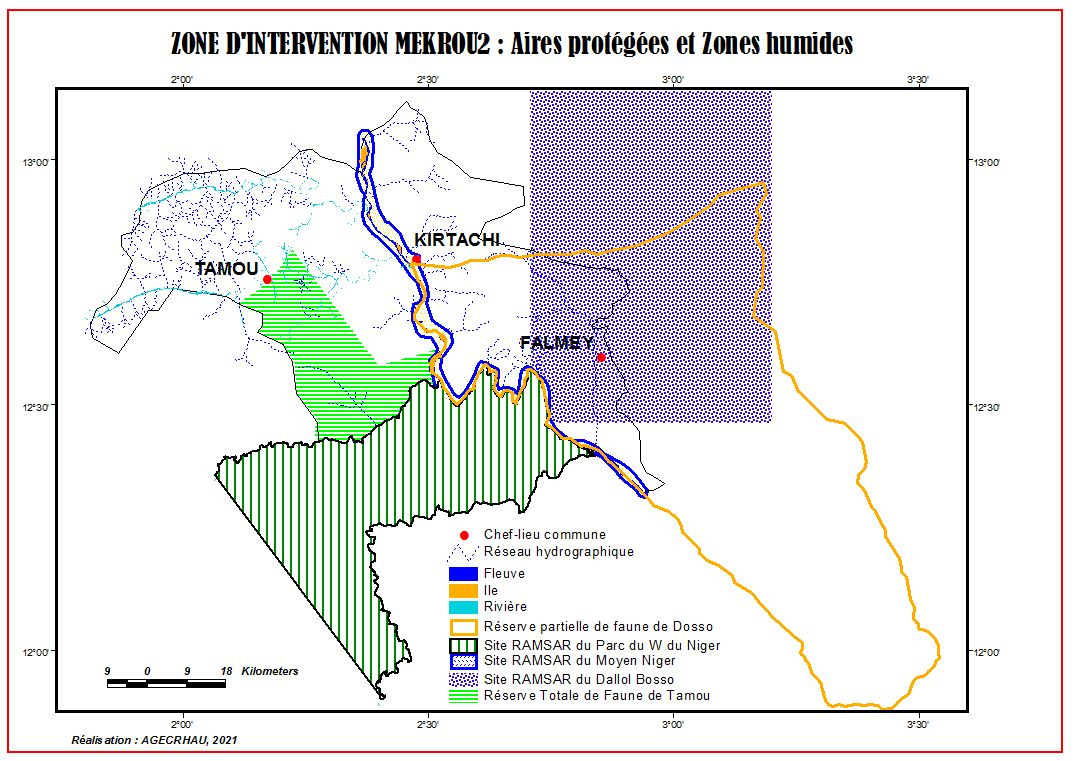 ZONE D'INTERVENTION MEKROU2 : Aires protégées et Zones humides
2°00' 2°30' 3°00' 3°30'
13°00' 13°00'
KIRTACHI
TAMOU
FALMEY
12°30' 12°30'
Chef-lieu commune
Réseau hydrographique
Fleuve
Ile
Rivière
Réserve partielle de faune de Dosso
Site RAMSAR du Parc du W du Niger
12°00' 12°00'
Site RAMSAR du Moyen Niger
9 0 9 18 Kilometers
Site RAMSAR du Dallol Bosso
Réserve Totale de Faune de Tamou
2°00' 2°30' 3°00' 3°30'
Réalisation : AGECRHAU, 2021